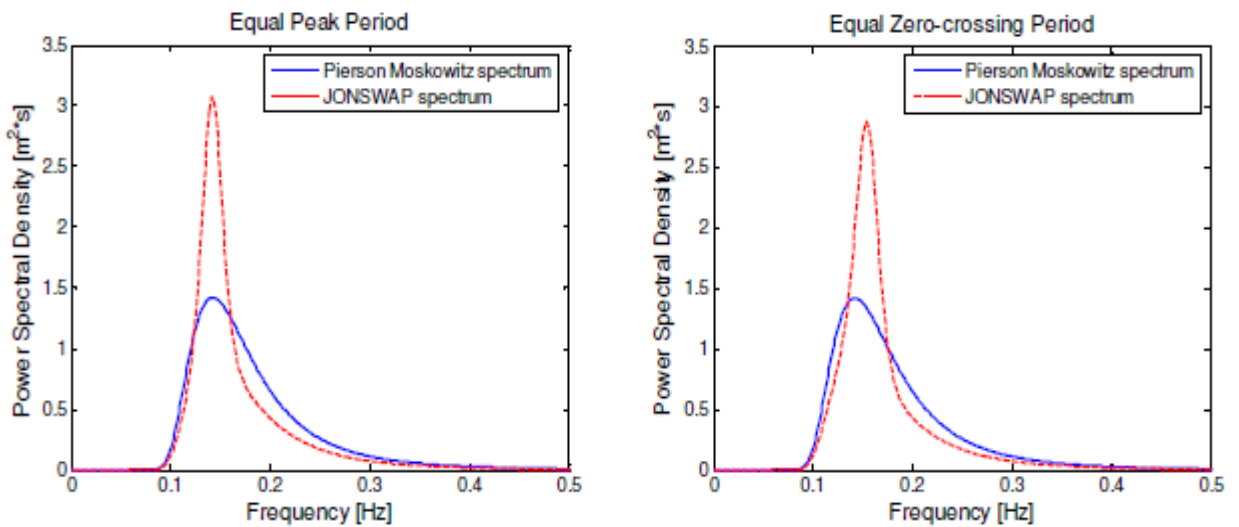 Equal Peak Period
3.5
3
2.5
2
1.5
1
0.5
0
Power Spectral Density [m²*s]
Pierson Moskowitz spectrum
JONSWAP spectrum
0 0.1 0.2 0.3 0.4 0.5
Frequency [Hz]
Equal Zero-crossing Period
3.5
3
2.5
2
1.5
1
0.5
0
Power Spectral Density [m²*s]
Pierson Moskowitz spectrum
JONSWAP spectrum
0 0.1 0.2 0.3 0.4 0.5
Frequency [Hz]